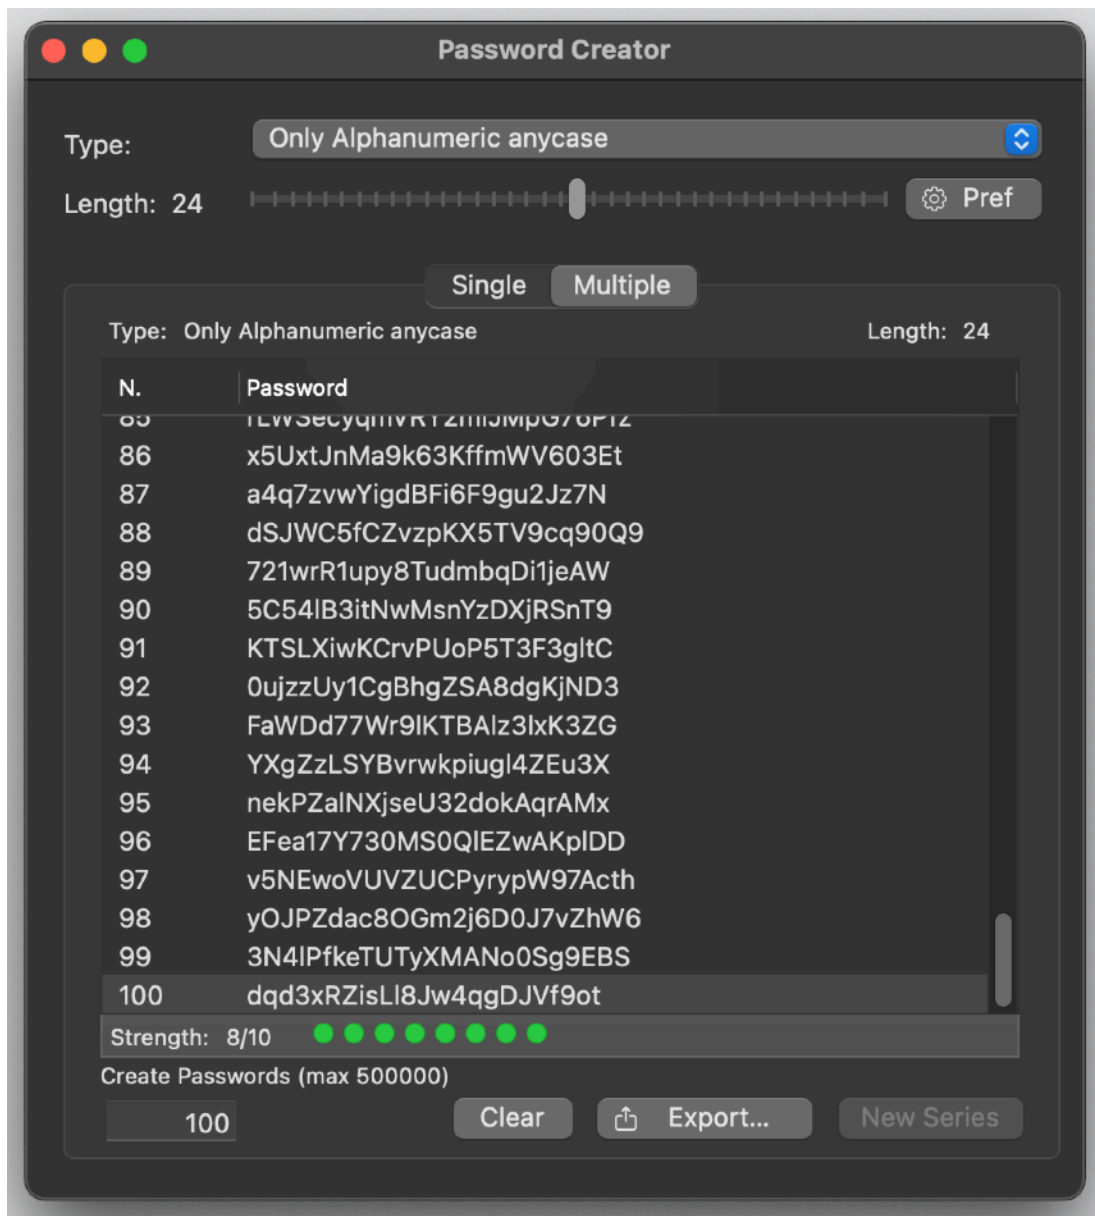 Password Creator
Type: Only Alphanumeric anycase
Length: 24 Pref
Single Multiple
Type: Only Alphanumeric anycase Length: 24
N. Password
85
86 x5UxtJnMa9k63KffmWV603Et
87 a4q7zvwYigdBFi6F9gu2Jz7N
88 dSJWC5fCZvzpKX5TV9cq90Q9
89 721wrR1upy8TudmbqDi1jeAW
90 5C54lB3itNwMsnYzDXjRSnT9
91 KTSLXiwKCrvPUoP5T3F3gltC
92 0ujzzUy1CgBhgZSA8dgKjND3
93 FaWDd77Wr9lKTBAlz3lxK3ZG
94 YXgZzLSYBvrwkpiugl4ZEu3X
95 nekPZalNXjseU32dokAqrAMx
96 EFea17Y730MS0QlEZwAKplDD
97 v5NEwoVUVZUCPyrypW97Acth
98 yOJPZdac8OGm2j6D0J7vZhW6
99 3N4lPfkeTUTyXMANo0Sg9EBS
100 dqd3xRZisLl8Jw4qgDJVf9ot
Strength: 8/10
Create Passwords (max 500000)
100 Clear Export... New Series